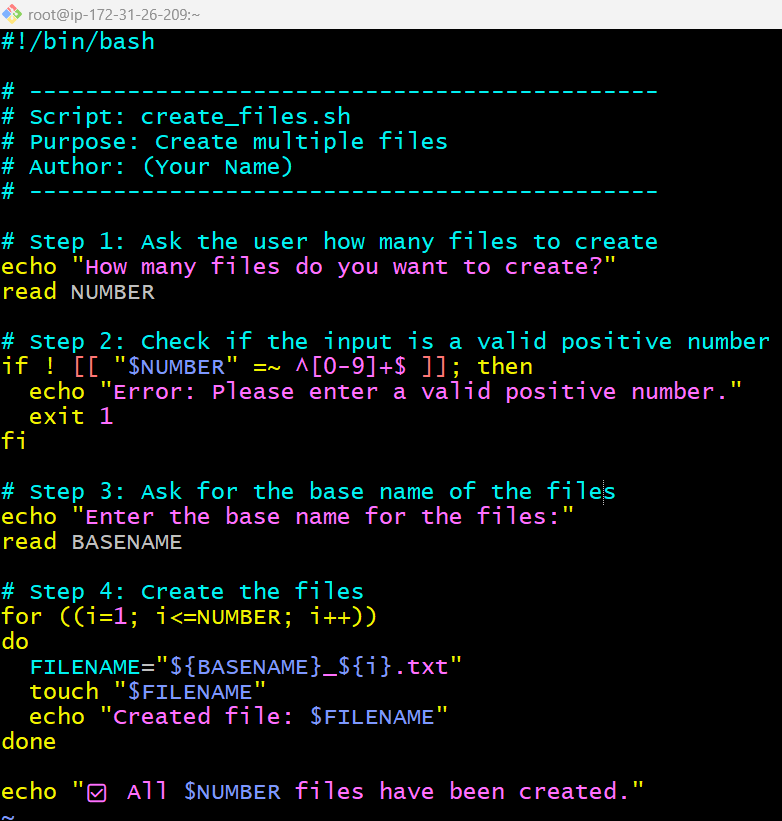 root@ip-172-31-26-209:~
#!/bin/bash
# ---------------------------------------------
# Script: create_files.sh
# Purpose: Create multiple files
# Author: (Your Name)
# ---------------------------------------------
# Step 1: Ask the user how many files to create
echo "How many files do you want to create?"
read NUMBER
# Step 2: Check if the input is a valid positive number
if ! [[ "$NUMBER" =~ ^[0-9]+$ ]]; then
  echo "Error: Please enter a valid positive number."
  exit 1
fi
# Step 3: Ask for the base name of the files
echo "Enter the base name for the files:"
read BASENAME
# Step 4: Create the files
for ((i=1; i<=NUMBER; i++))
do
  FILENAME="${BASENAME}_${i}.txt"
  touch "$FILENAME"
  echo "Created file: $FILENAME"
done
echo "☑ All $NUMBER files have been created."
~